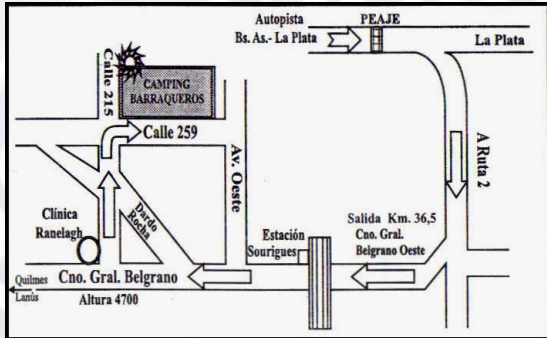 Autopista
Bs. As.- La Plata
PEAJE
La Plata
Calle 215
CAMPING
BARRAQUEROS
Calle 259
Av. Oeste
A Ruta 2
Clínica
Ranelagh
Dardo
Rocha
Estación
Sourigues
Salida Km. 36,5
Cno. Gral.
Belgrano Oeste
Cno. Gral. Belgrano
Quilmes
Lanús
Altura 4700